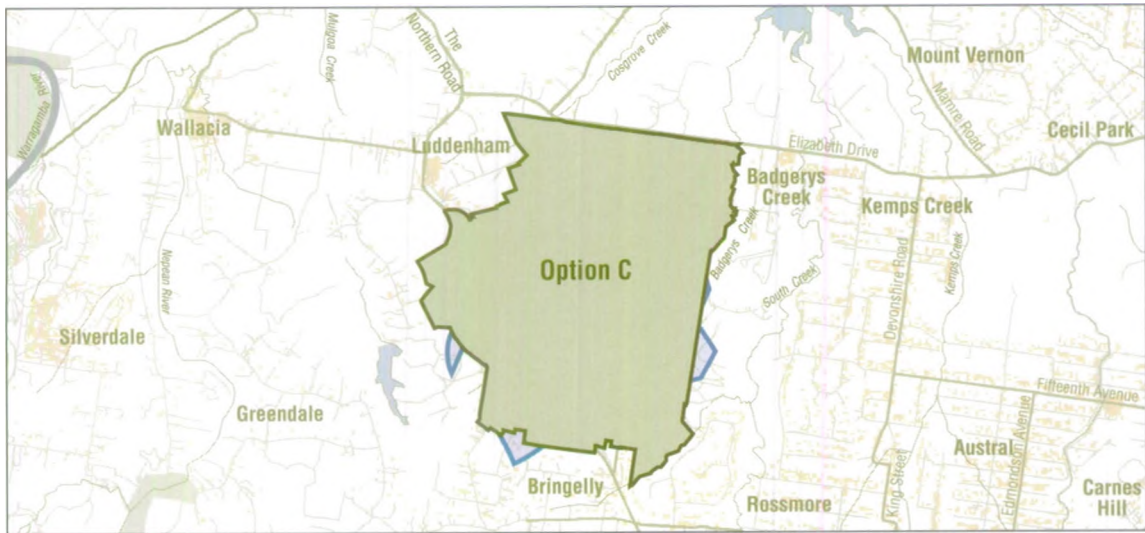 Mulgoa Creek
The
Northern Road
Cosgrove Creek
Mount Vernon
Mamre Road
Cecil Park
Warragamba River
Wallacia
Luddenham
Elizabeth Drive
Badgerys
Creek
Kemps Creek
Option C
Badgerys Creek
South Creek
Devonshire Road
Kemps Creek
Nepean River
Silverdale
Greendale
Fifteenth Avenue
Bringelly
Rossmore
King Street
Austral
Edmondson Avenue
Carnes
Hill